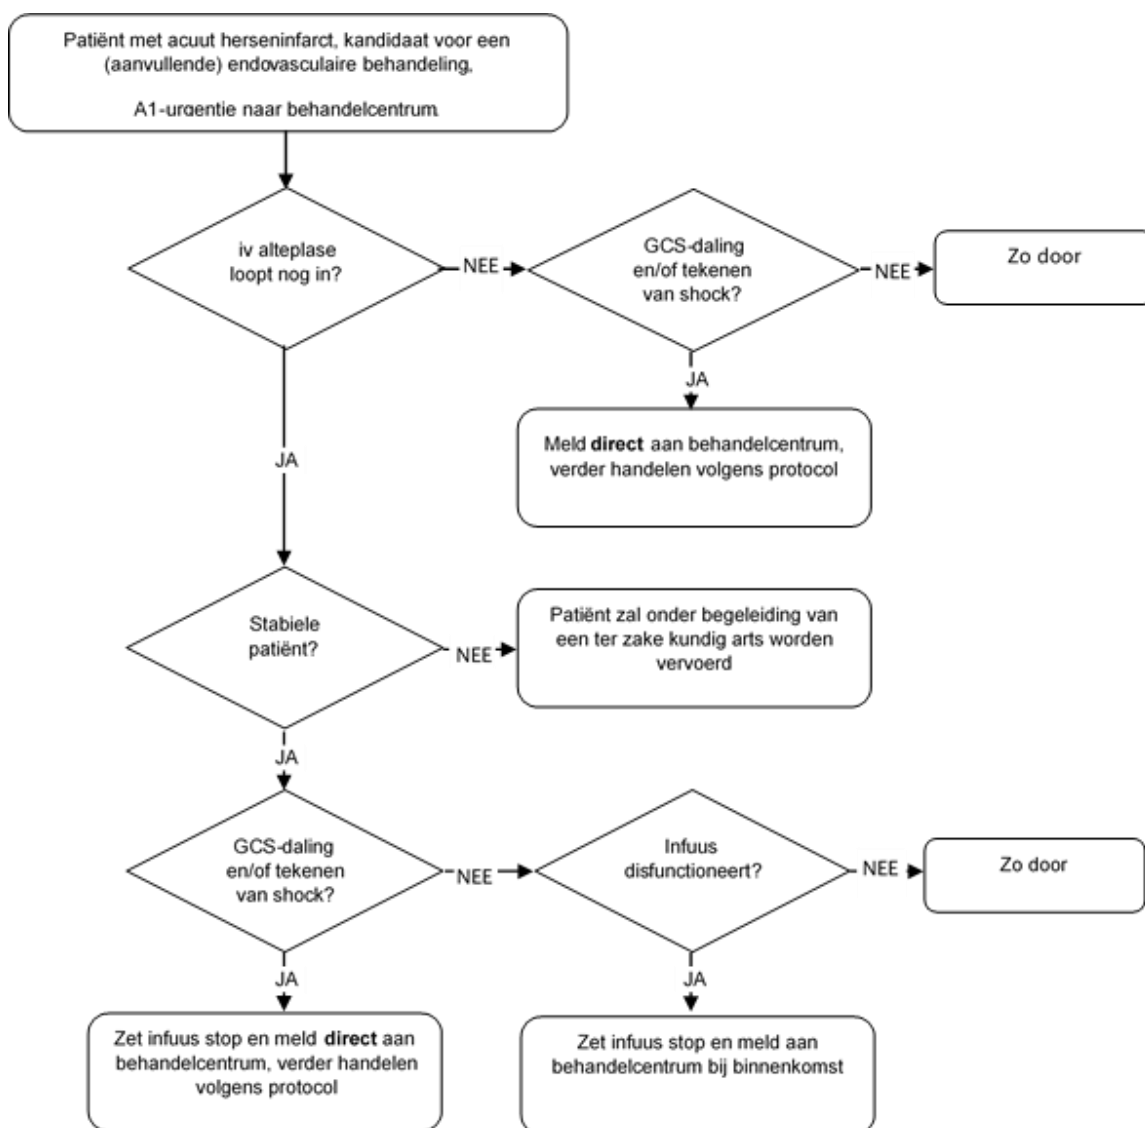 Patiënt met acuut herseninfarct, kandidaat voor een
(aanvullende) endovasculaire behandeling,
A1-urgentie naar behandelcentrum.
iv alteplase
loopt nog in?
NEE
GCS-daling
en/of tekenen
van shock?
NEE
Zo door
JA
Meld direct aan behandelcentrum,
verder handelen volgens protocol
JA
Stabiele
patiënt?
NEE
Patiënt zal onder begeleiding van
een ter zake kundig arts worden
vervoerd
JA
GCS-daling
en/of tekenen
van shock?
NEE
Infuus
disfunctioneert?
NEE
Zo door
JA
Zet infuus stop en meld direct aan
behandelcentrum, verder handelen
volgens protocol
JA
Zet infuus stop en meld aan
behandelcentrum bij binnenkomst